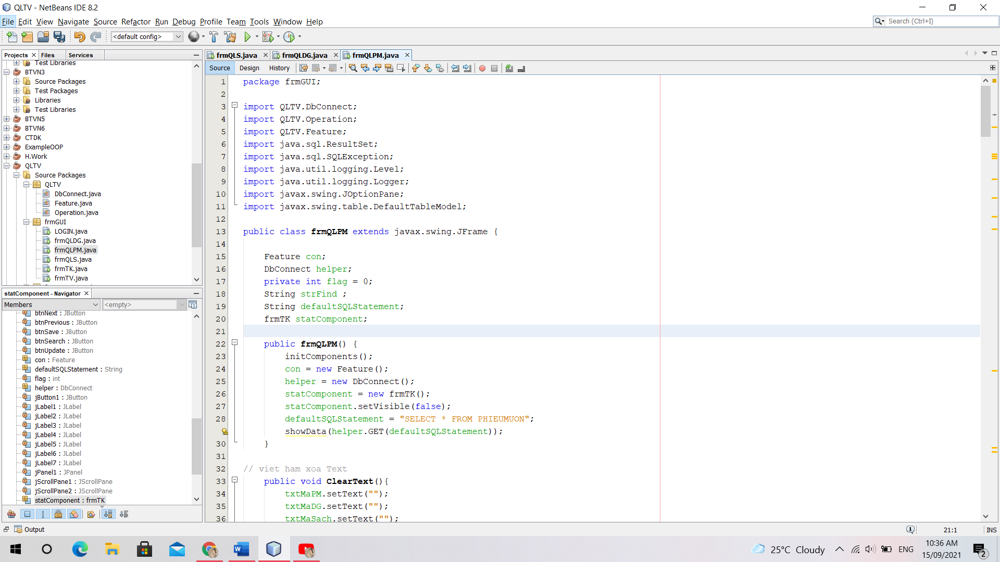 QLTV - NetBeans IDE 8.2
File Edit View Navigate Source Refactor Run Debug Profile Team Tools Window Help
Search (Ctrl+I)
<default config>
Projects Files Services
Test Libraries
BTVN3
Source Packages
Test Packages
Libraries
Test Libraries
BTVN5
BTVN6
CTDK
ExampleOOP
H.Work
QLTV
Source Packages
QLTV
DbConnect.java
Feature.java
Operation.java
frmGUI
LOGIN.java
frmQLDG.java
frmQLPM.java
frmQLS.java
frmTK.java
frmTV.java
statComponent - Navigator
Members
<empty>
btnNext : JButton
btnPrevious : JButton
btnSave : JButton
btnSearch : JButton
btnUpdate : JButton
con : Feature
defaultSQLStatement : String
flag : int
helper : DbConnect
jButton1 : JButton
jLabel1 : JLabel
jLabel2 : JLabel
jLabel3 : JLabel
jLabel4 : JLabel
jLabel5 : JLabel
jLabel6 : JLabel
jLabel7 : JLabel
jPanel1 : JPanel
jScrollPane1 : JScrollPane
jScrollPane2 : JScrollPane
statComponent : frmTK
frmQLS.java frmQLDG.java frmQLPM.java
Source Design History
1 package frmGUI;
2
3 import QLTV.DbConnect;
4 import QLTV.Operation;
5 import QLTV.Feature;
6 import java.sql.ResultSet;
7 import java.sql.SQLException;
8 import java.util.logging.Level;
9 import java.util.logging.Logger;
10 import javax.swing.JOptionPane;
11 import javax.swing.table.DefaultTableModel;
12
13 public class frmQLPM extends javax.swing.JFrame {
14
15 Feature con;
16 DbConnect helper;
17 private int flag = 0;
18 String strFind ;
19 String defaultSQLStatement;
20 frmTK statComponent;
21
22 public frmQLPM() {
23 initComponents();
24 con = new Feature();
25 helper = new DbConnect();
26 statComponent = new frmTK();
27 statComponent.setVisible(false);
28 defaultSQLStatement = "SELECT * FROM PHIEUMUON";
showData(helper.GET(defaultSQLStatement));
30 }
31
32 // viet ham xoa Text
33 public void ClearText(){
34 txtMaPM.setText("");
35 txtMaDG.setText("");
36 txtMaSach.setText("");
Output
1
21:1 INS
25°C Cloudy
ENG
10:36 AM
15/09/2021
2